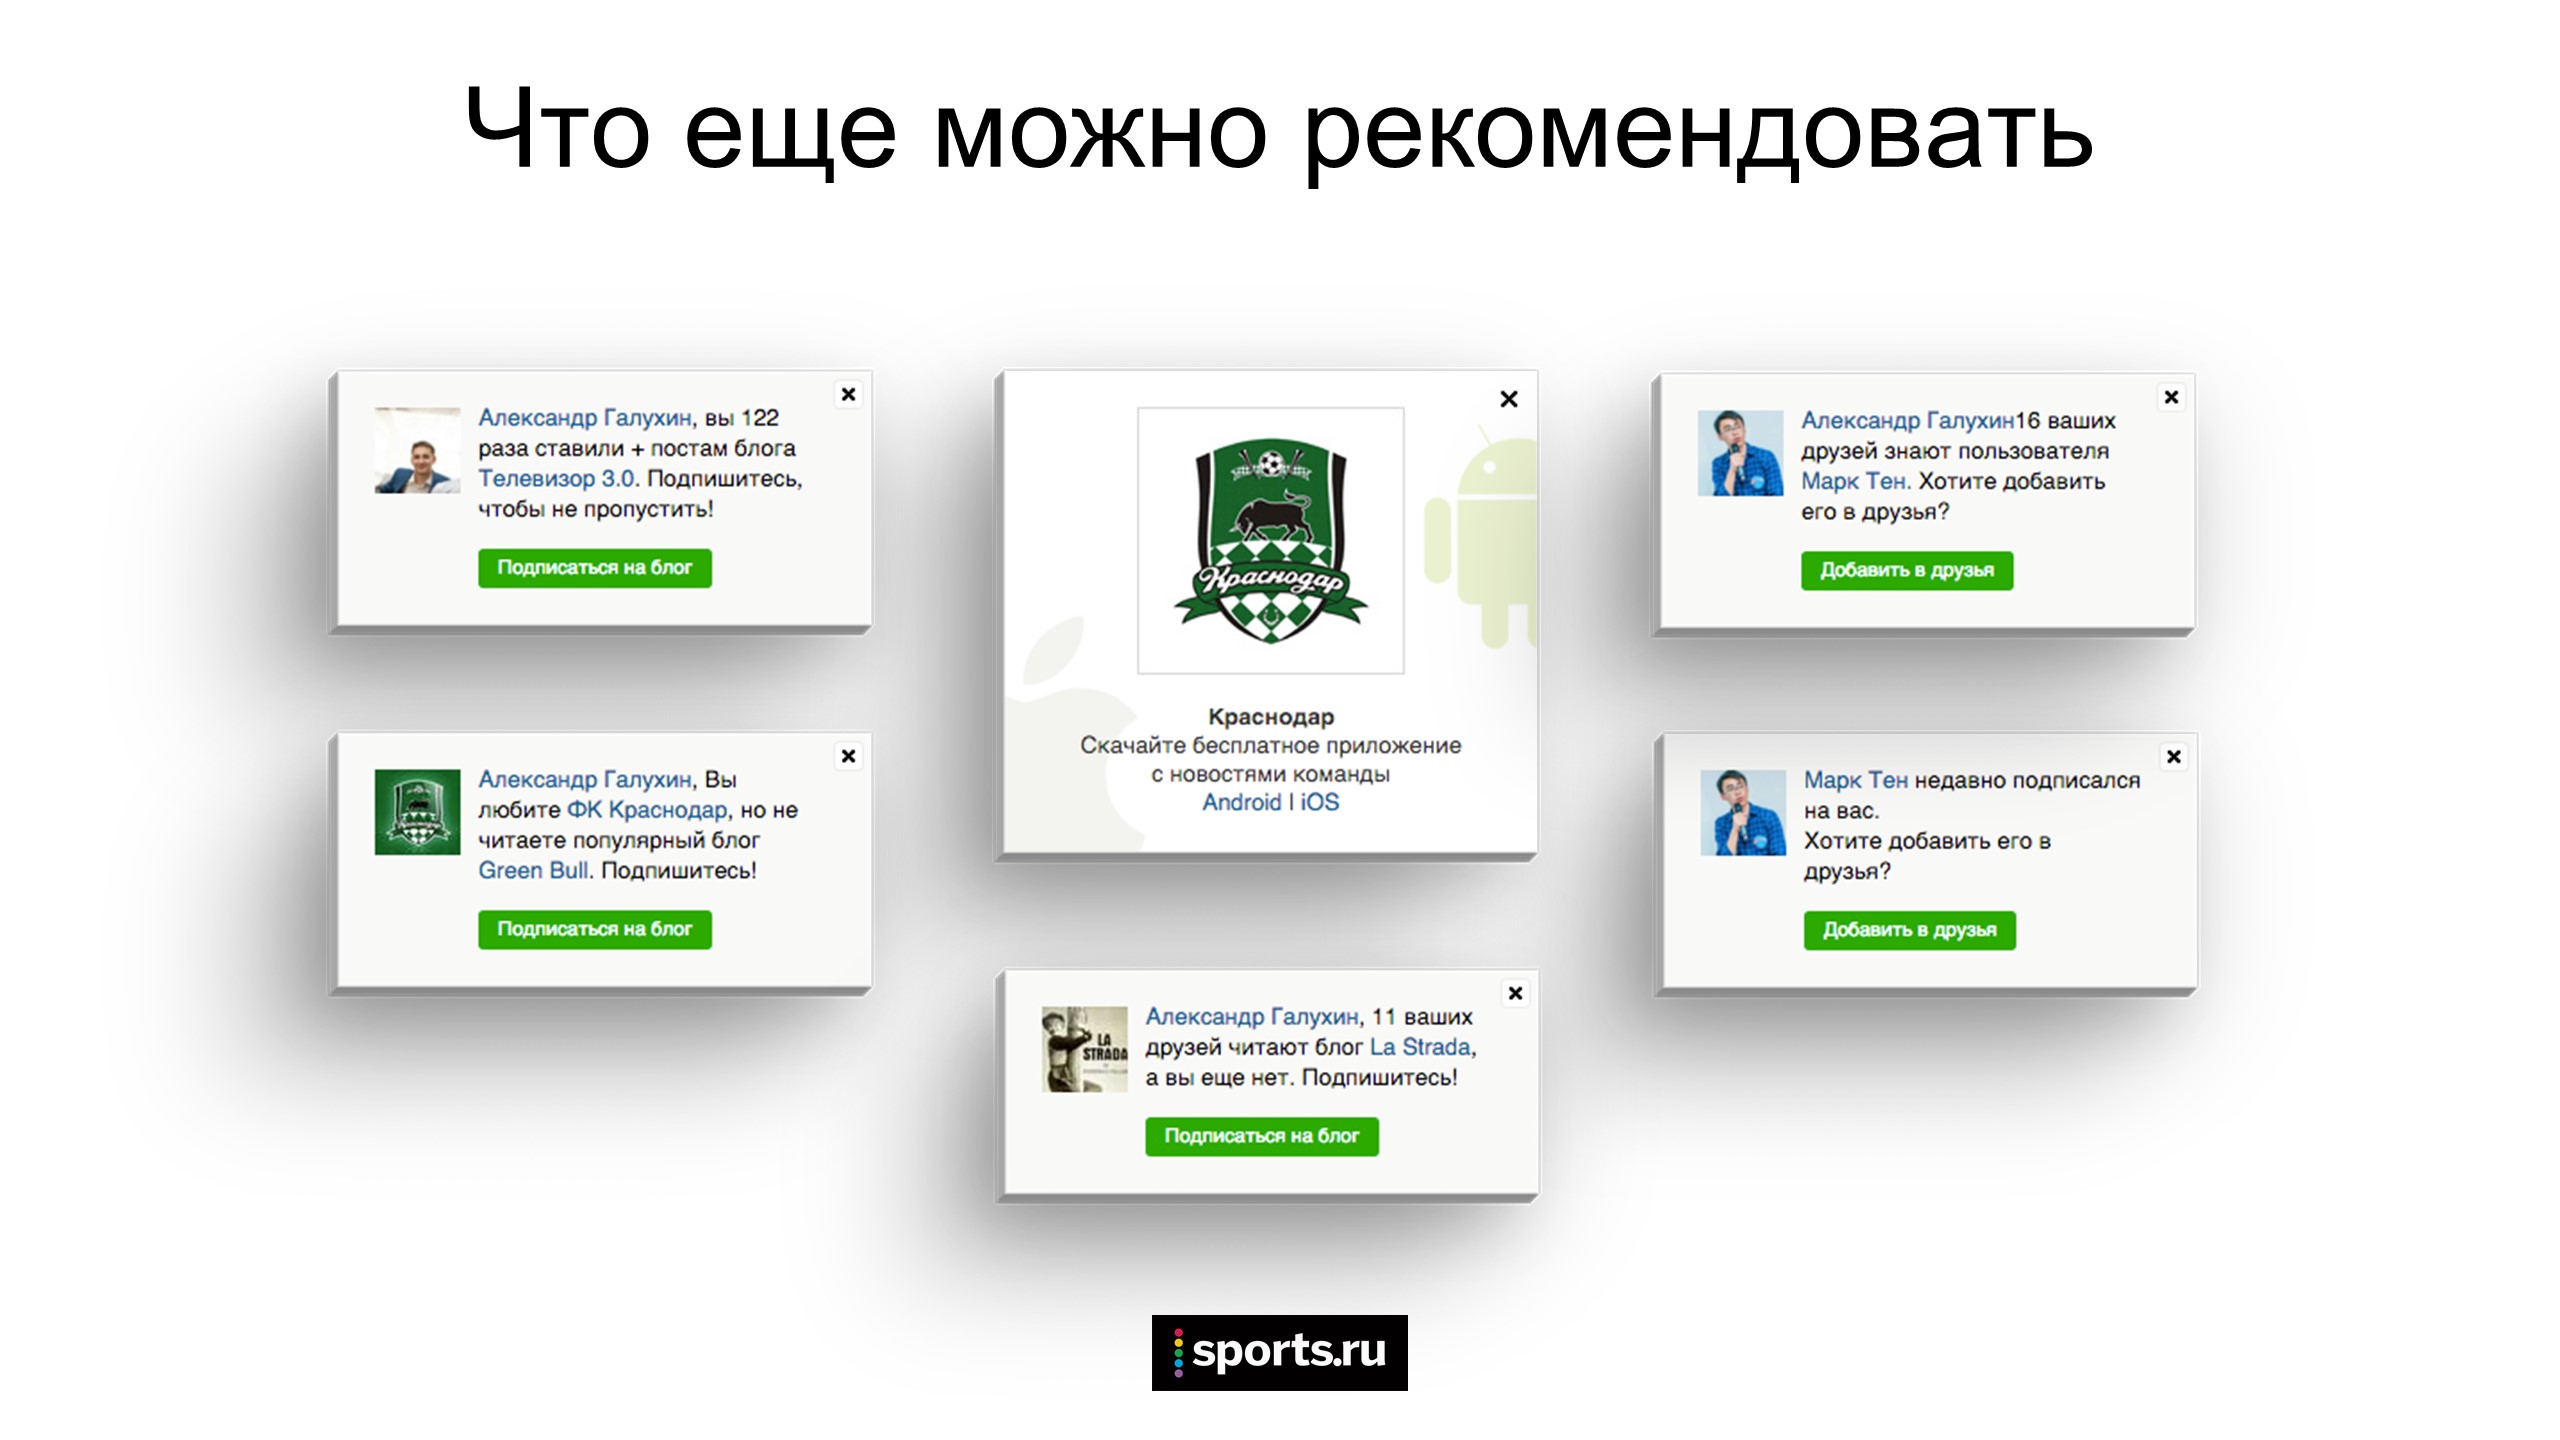 Что еще можно рекомендовать
Александр Галухин, вы 122
раза ставили + постам блога
Телевизор 3.0. Подпишитесь,
чтобы не пропустить!
Подписаться на блог
Александр Галухин, Вы
любите ФК Краснодар, но не
читаете популярный блог
Green Bull. Подпишитесь!
Подписаться на блог
Краснодар
Краснодар
Скачайте бесплатное приложение
с новостями команды
Android | iOS
LA
STRADA
Александр Галухин, 11 ваших
друзей читают блог La Strada,
а вы еще нет. Подпишитесь!
Подписаться на блог
Александр Галухин16 ваших
друзей знают пользователя
Марк Тен. Хотите добавить
его в друзья?
Добавить в друзья
Марк Тен недавно подписался
на вас.
Хотите добавить его в
друзья?
Добавить в друзья
sports.ru